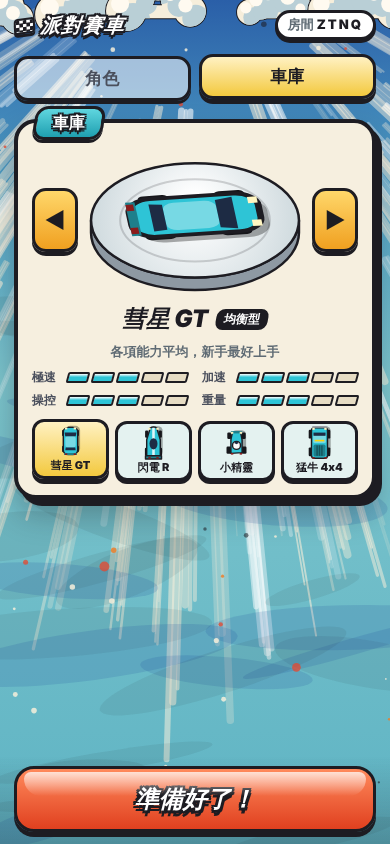 派對賽車
房間 ZTNQ
角色
車庫
車庫
彗星 GT 均衡型
各項能力平均，新手最好上手
極速 加速
操控 重量
彗星 GT 閃電 R 小精靈 猛牛 4x4
準備好了！